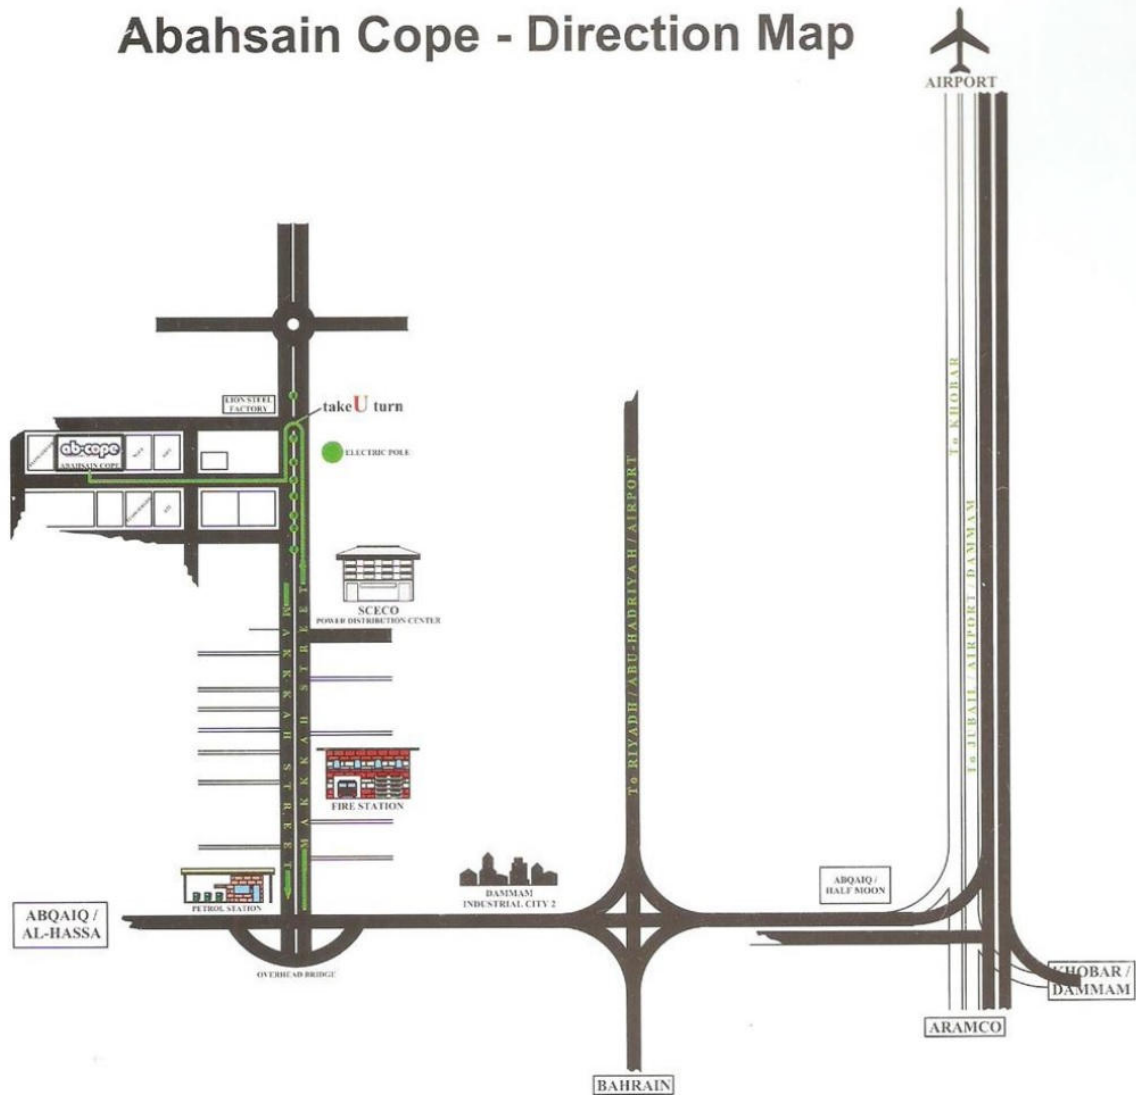 Abahsain Cope - Direction Map
AIRPORT
To KHOBAR
To JUBAIL / AIRPORT / DAMMAM
LION STEEL
FACTORY
take U turn
ab-cope
ABAHSAIN COPE
ELECTRIC POLE
To RIYADH / ABU-HADRIYAH / AIRPORT
SCECO
POWER DISTRIBUTION CENTER
MAKKKAH STREET
MAKKKAH STREET
FIRE STATION
PETROL STATION
DAMMAM
INDUSTRIAL CITY 2
ABQAIQ /
HALF MOON
ABQAIQ /
AL-HASSA
OVERHEAD BRIDGE
KHOBAR /
DAMMAM
ARAMCO
BAHRAIN